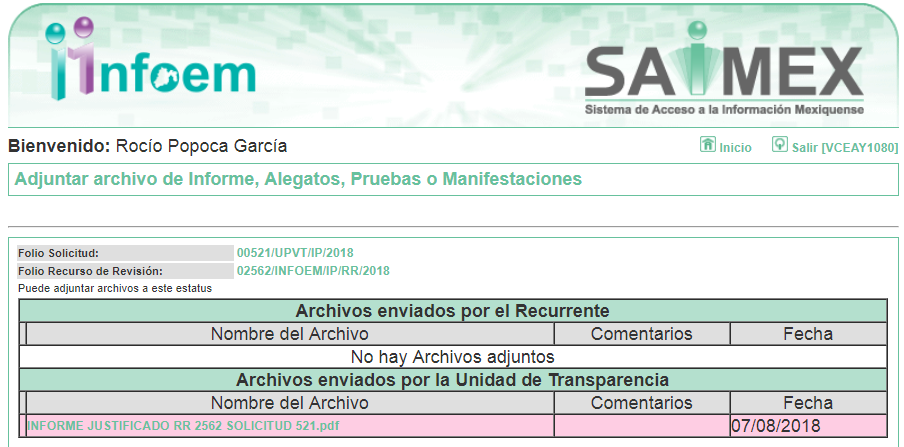 infoem
SAIMEX
Sistema de Acceso a la Información Mexiquense
Bienvenido: Rocío Popoca García
Inicio Salir [VCEAY1080]
Adjuntar archivo de Informe, Alegatos, Pruebas o Manifestaciones
Folio Solicitud: 00521/UPVT/IP/2018
Folio Recurso de Revisión: 02562/INFOEM/IP/RR/2018
Puede adjuntar archivos a este estatus
Archivos enviados por el Recurrente
Nombre del Archivo Comentarios Fecha
No hay Archivos adjuntos
Archivos enviados por la Unidad de Transparencia
Nombre del Archivo Comentarios Fecha
INFORME JUSTIFICADO RR 2562 SOLICITUD 521.pdf 07/08/2018